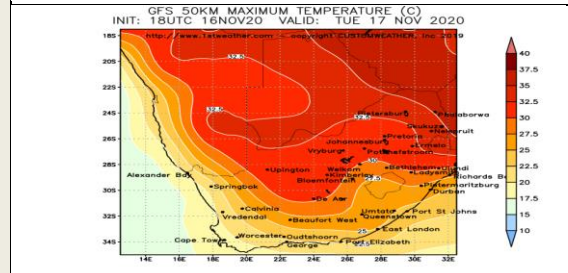 GFS 50KM MAXIMUM TEMPERATURE (C)
INIT: 18UTC 16NOV20 VALID: TUE 17 NOV 2020
http://www.1stweather.com © copyright CUSTOMWEATHER, Inc 2019
18S
20S
22S
24S
26S
28S
30S
32S
34S
14E 16E 18E 20E 22E 24E 26E 28E 30E 32E
40
37.5
35
32.5
30
27.5
25
22.5
20
17.5
15
10
32.5
32.5
32.5
30
25
Pietersburg
Phalaborwa
Skukuza
Nelspruit
Johannesburg
Pretoria
Ermelo
Vryburg
Potchefstroom
Welkom
Bethlehem
Ladysmith
Upington
Kimberley
Bloemfontein
Richards
Alexander Bay
Springbok
Pietermaritzburg
Durban
De Aar
Calvinia
Vredendal
Beaufort West
Umtata
Queenstown
Port St Johns
East London
Worcester
Oudtshoorn
Cape Town
George
Port Elizabeth